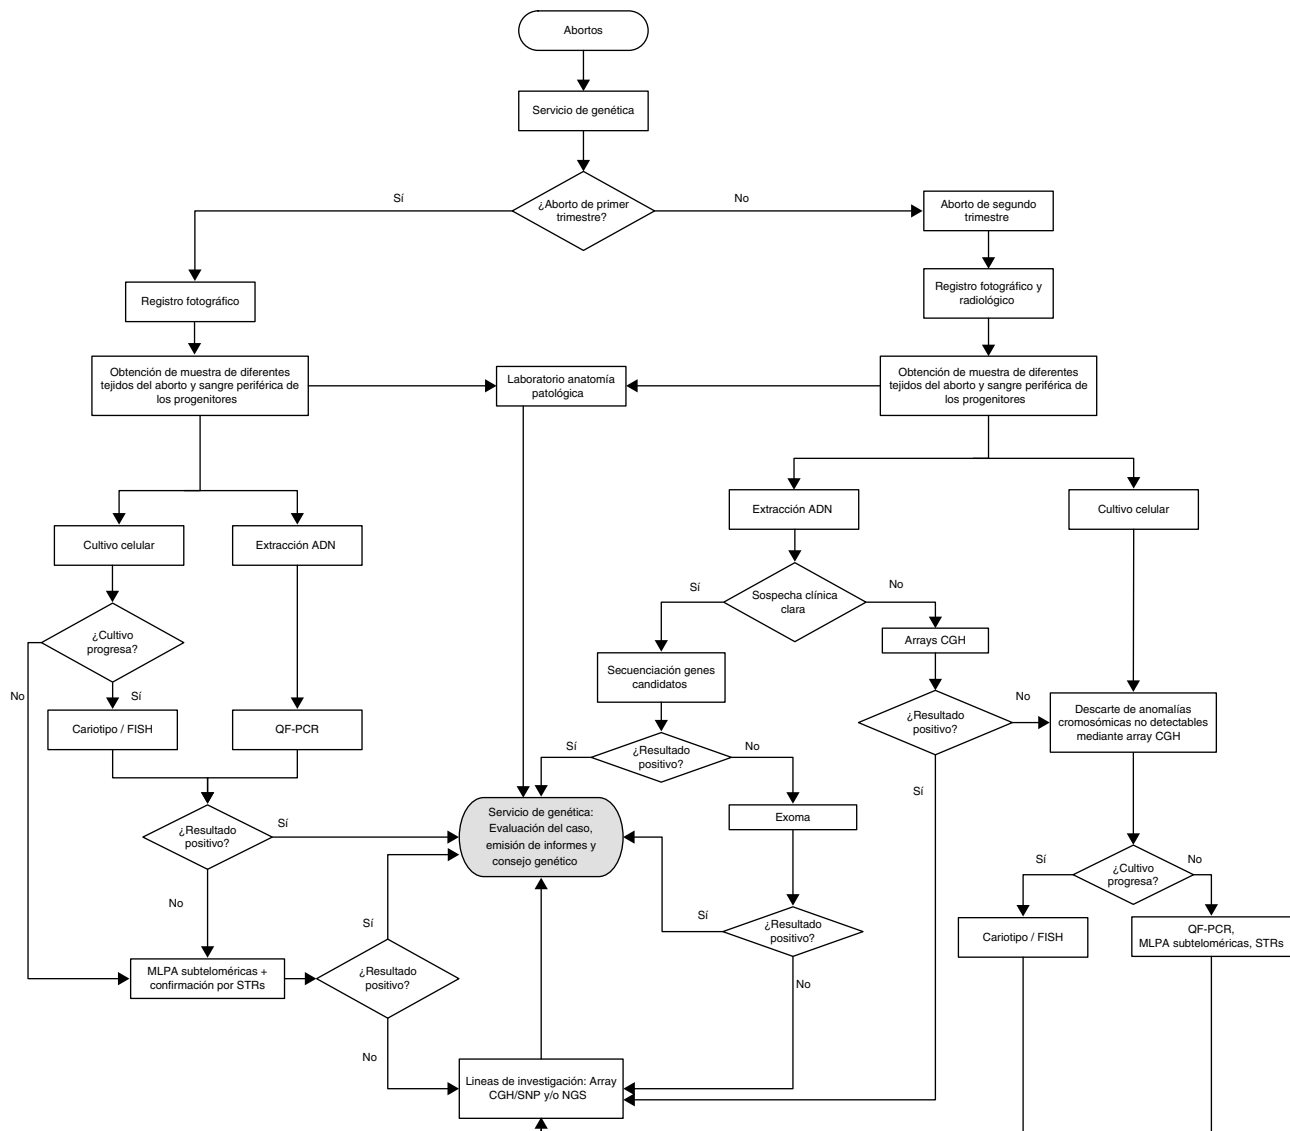 Abortos
Servicio de genética
¿Aborto de primer
trimestre?
Sí
No
Aborto de segundo
trimestre
Registro fotográfico
Registro fotográfico y
radiológico
Obtención de muestra de diferentes
tejidos del aborto y sangre periférica de
los progenitores
Laboratorio anatomía
patológica
Obtención de muestra de diferentes
tejidos del aborto y sangre periférica de
los progenitores
Cultivo celular
Extracción ADN
Extracción ADN
Cultivo celular
¿Cultivo
progresa?
No
Sí
Cariotipo / FISH
QF-PCR
Sospecha clínica
clara
Sí
No
Secuenciación genes
candidatos
Arrays CGH
¿Resultado
positivo?
Sí
No
¿Resultado
positivo?
No
Sí
Descarte de anomalías
cromosómicas no detectables
mediante array CGH
¿Resultado
positivo?
Sí
No
Servicio de genética:
Evaluación del caso,
emisión de informes y
consejo genético
Exoma
¿Cultivo
progresa?
Sí
No
¿Resultado
positivo?
Sí
No
Cariotipo / FISH
QF-PCR,
MLPA subteloméricas, STRs
MLPA subteloméricas +
confirmación por STRs
¿Resultado
positivo?
Sí
No
Lineas de investigación: Array
CGH/SNP y/o NGS